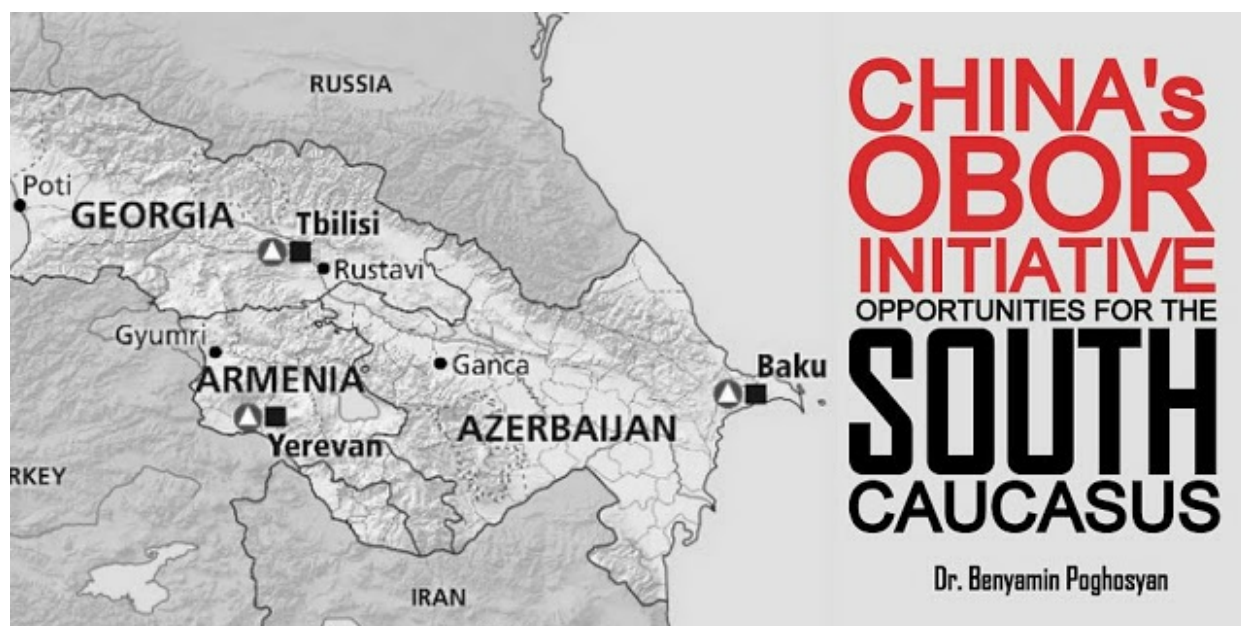 RUSSIA
Poti
GEORGIA
Tbilisi
Rustavi
Gyumri
ARMENIA
Ganca
Baku
AZERBAIJAN
Yerevan
RKEY
IRAN
CHINA's
OBOR
INITIATIVE
OPPORTUNITIES FOR THE
SOUTH
CAUCASUS
Dr. Benyamin Poghosyan